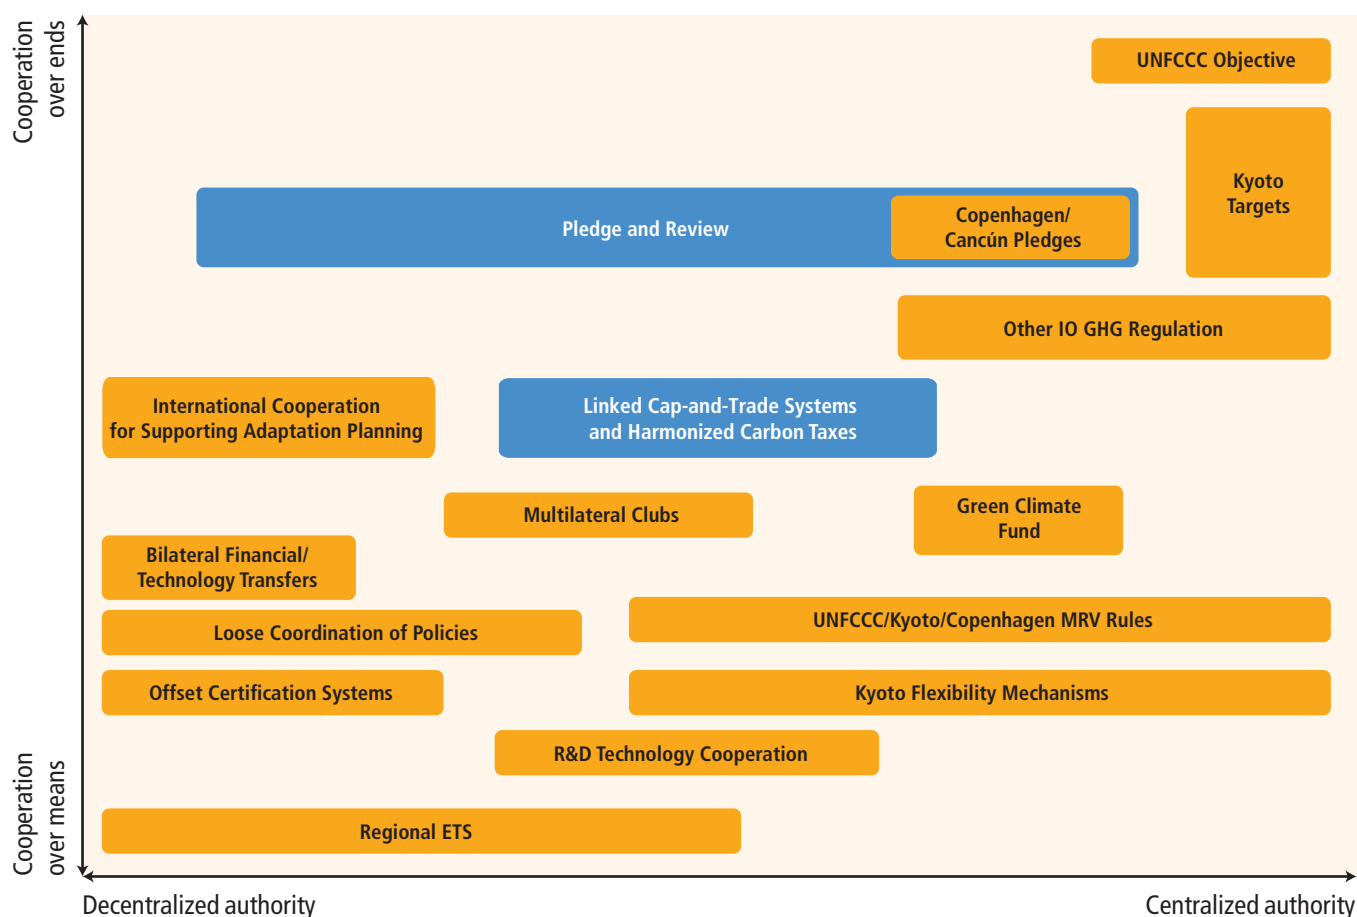 Cooperation
over ends
UNFCCC Objective
Kyoto
Targets
Pledge and Review
Copenhagen/
Cancún Pledges
Other IO GHG Regulation
International Cooperation
for Supporting Adaptation Planning
Linked Cap-and-Trade Systems
and Harmonized Carbon Taxes
Multilateral Clubs
Green Climate
Fund
Bilateral Financial/
Technology Transfers
Loose Coordination of Policies
UNFCCC/Kyoto/Copenhagen MRV Rules
Offset Certification Systems
Kyoto Flexibility Mechanisms
R&D Technology Cooperation
Cooperation
over means
Regional ETS
Decentralized authority
Centralized authority